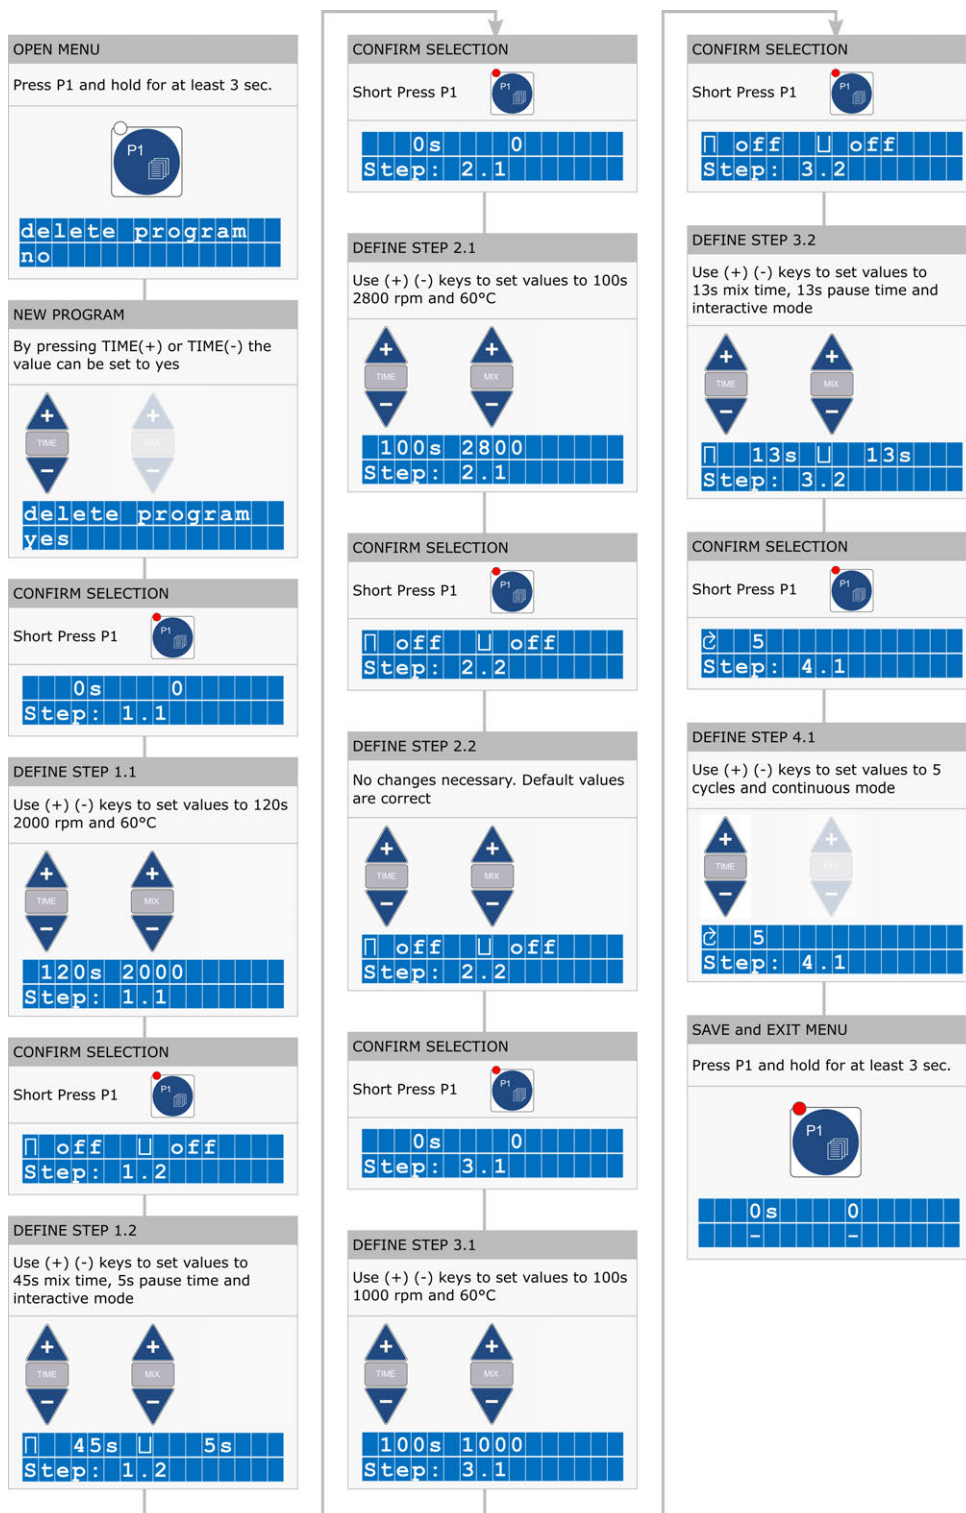 OPEN MENU
Press P1 and hold for at least 3 sec.
P1
delete program
no
NEW PROGRAM
By pressing TIME(+) or TIME(-) the
value can be set to yes
+ +
TIME MIX
− −
delete program
yes
CONFIRM SELECTION
Short Press P1
P1
0s 0
Step: 1.1
DEFINE STEP 1.1
Use (+) (-) keys to set values to 120s
2000 rpm and 60°C
+ +
TIME MIX
− −
120s 2000
Step: 1.1
CONFIRM SELECTION
Short Press P1
P1
off off
Step: 1.2
DEFINE STEP 1.2
Use (+) (-) keys to set values to
45s mix time, 5s pause time and
interactive mode
+ +
TIME MIX
− −
45s 5s
Step: 1.2
CONFIRM SELECTION
Short Press P1
P1
0s 0
Step: 2.1
DEFINE STEP 2.1
Use (+) (-) keys to set values to 100s
2800 rpm and 60°C
+ +
TIME MIX
− −
100s 2800
Step: 2.1
CONFIRM SELECTION
Short Press P1
P1
off off
Step: 2.2
DEFINE STEP 2.2
No changes necessary. Default values
are correct
+ +
TIME MIX
− −
off off
Step: 2.2
CONFIRM SELECTION
Short Press P1
P1
0s 0
Step: 3.1
DEFINE STEP 3.1
Use (+) (-) keys to set values to 100s
1000 rpm and 60°C
+ +
TIME MIX
− −
100s 1000
Step: 3.1
CONFIRM SELECTION
Short Press P1
P1
off off
Step: 3.2
DEFINE STEP 3.2
Use (+) (-) keys to set values to
13s mix time, 13s pause time and
interactive mode
+ +
TIME MIX
− −
13s 13s
Step: 3.2
CONFIRM SELECTION
Short Press P1
P1
5
Step: 4.1
DEFINE STEP 4.1
Use (+) (-) keys to set values to 5
cycles and continuous mode
+ +
TIME MIX
− −
5
Step: 4.1
SAVE and EXIT MENU
Press P1 and hold for at least 3 sec.
P1
0s 0
− −